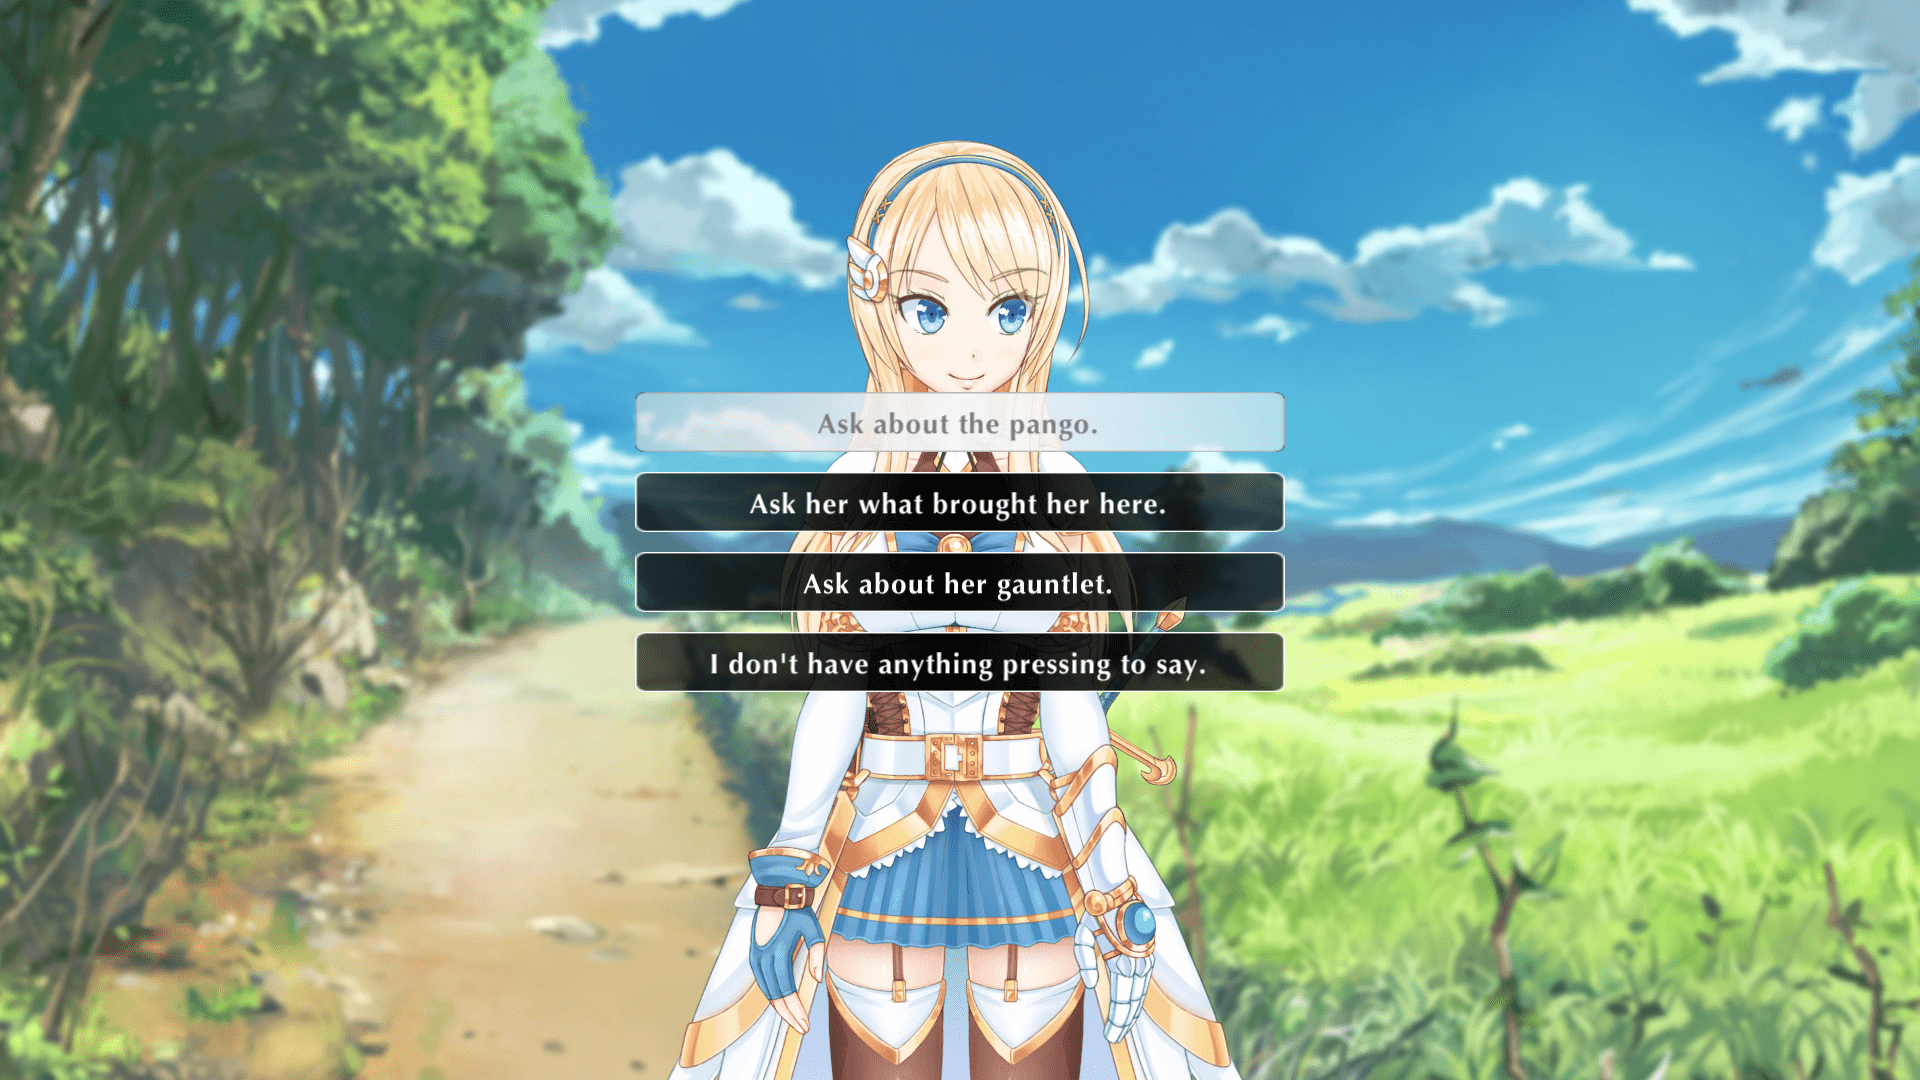 Ask about the pango.
Ask her what brought her here.
Ask about her gauntlet.
I don't have anything pressing to say.